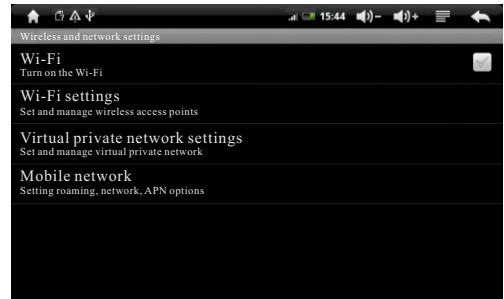 15:44
Wireless and network settings
Wi-Fi
Turn on the Wi-Fi
Wi-Fi settings
Set and manage wireless access points
Virtual private network settings
Set and manage virtual private network
Mobile network
Setting roaming, network, APN options